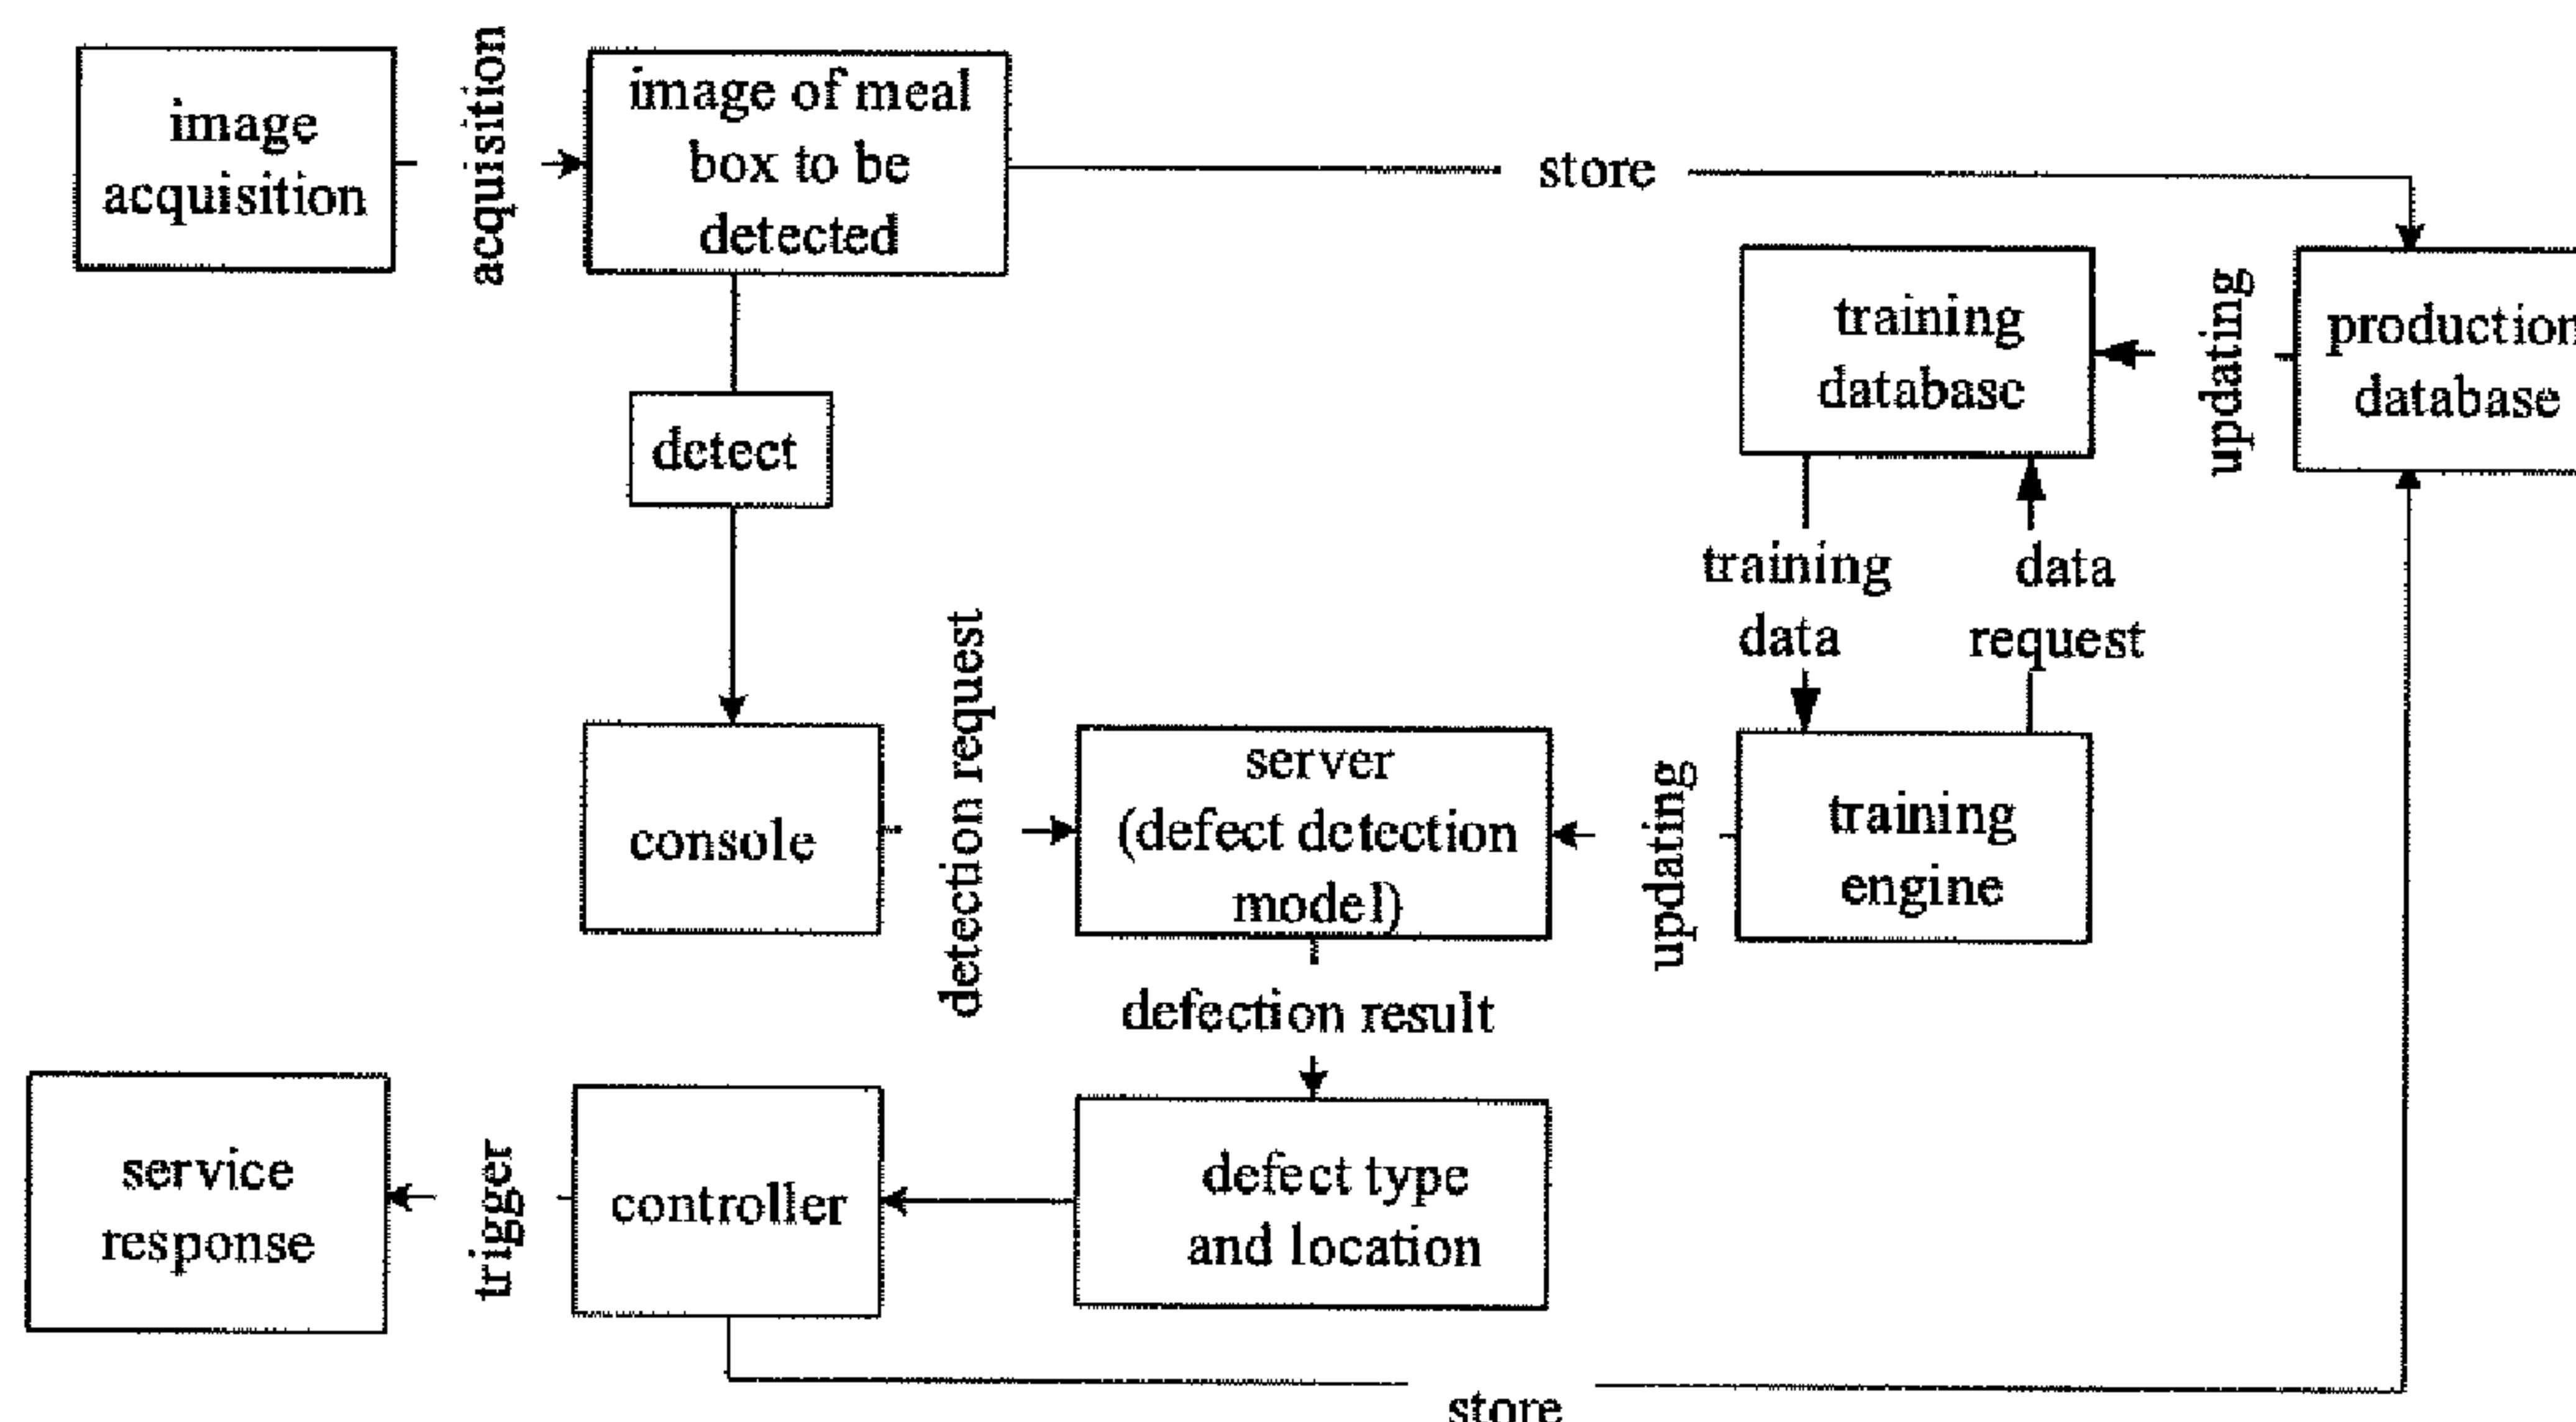 image
acquisition
acquisition
image of meal
box to be
detected
store
training
database
updating
production
database
detect
training
data
data
request
console
detection request
server
(defect detection
model)
updating
training
engine
defection result
service
response
trigger
controller
defect type
and location
store